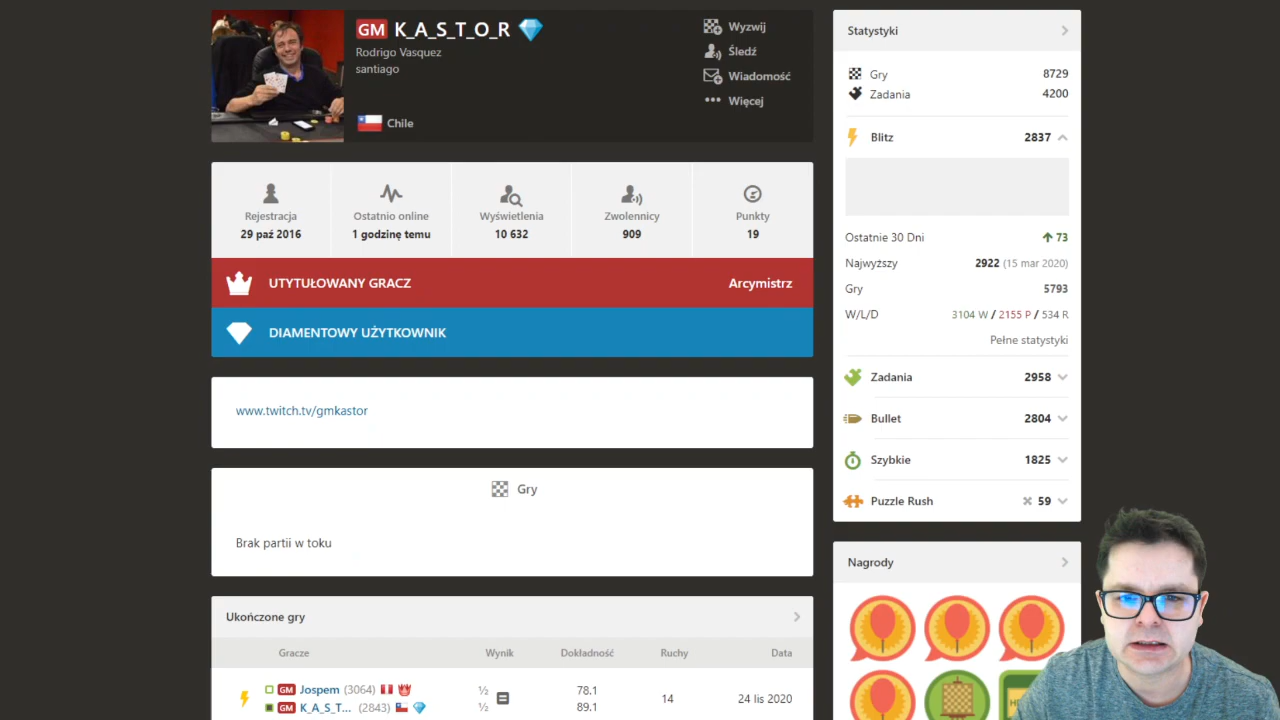 GM K_A_S_T_O_R
Rodrigo Vasquez
santiago
Chile
Wyzwij
Śledź
Wiadomość
Więcej
Rejestracja
29 paź 2016
Ostatnio online
1 godzinę temu
Wyświetlenia
10 632
Zwolennicy
909
Punkty
19
UTYTUŁOWANY GRACZ Arcymistrz
DIAMENTOWY UŻYTKOWNIK
www.twitch.tv/gmkastor
Gry
Brak partii w toku
Ukończone gry
Gracze Wynik Dokładność Ruchy Data
GM Jospem (3064) ½ 78.1
GM K_A_S_T... (2843) ½ 89.1
14 24 lis 2020
Statystyki
Gry 8729
Zadania 4200
Blitz 2837
Ostatnie 30 Dni 73
Najwyższy 2922 (15 mar 2020)
Gry 5793
W/L/D 3104 W / 2155 P / 534 R
Pełne statystyki
Zadania 2958
Bullet 2804
Szybkie 1825
Puzzle Rush 59
Nagrody